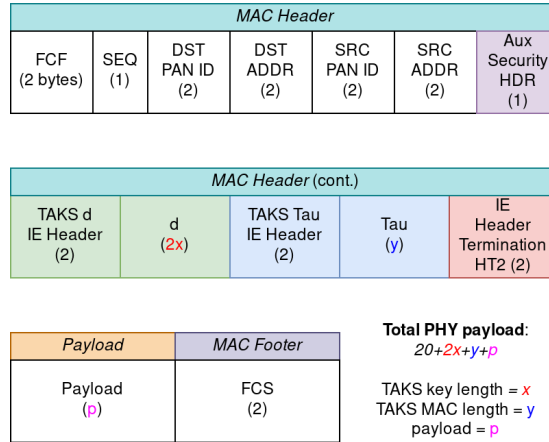 MAC Header
FCF
(2 bytes)
SEQ
(1)
DST
PAN ID
(2)
DST
ADDR
(2)
SRC
PAN ID
(2)
SRC
ADDR
(2)
Aux
Security
HDR
(1)
MAC Header (cont.)
TAKS d
IE Header
(2)
d
(2x)
TAKS Tau
IE Header
(2)
Tau
(y)
IE
Header
Termination
HT2 (2)
Payload
MAC Footer
Payload
(p)
FCS
(2)
Total PHY payload:
20+2x+y+p
TAKS key length = x
TAKS MAC length = y
payload = p